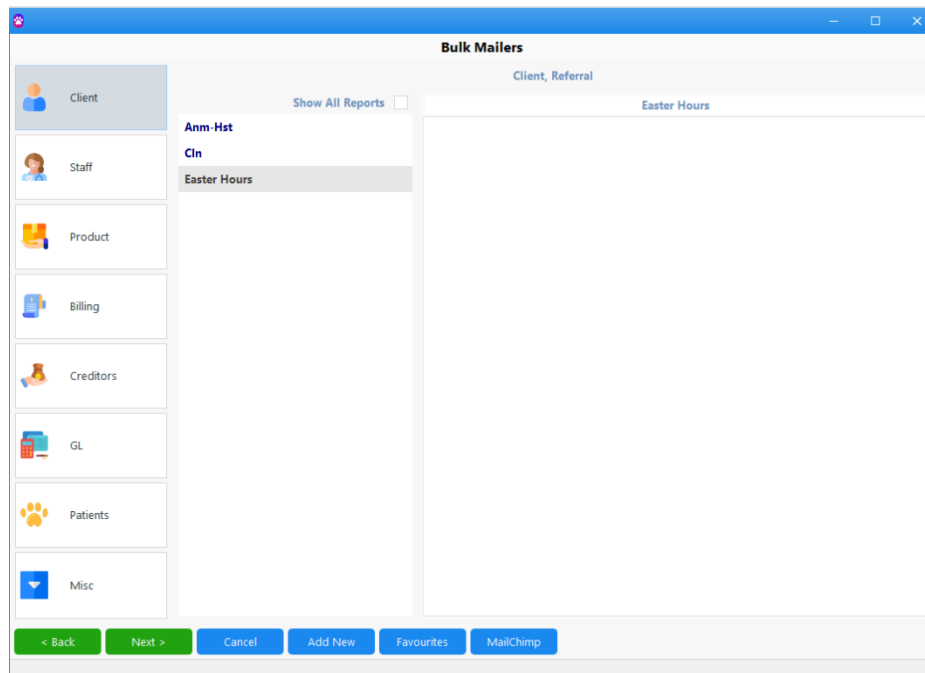 Bulk Mailers
Client, Referral
Client
Staff
Product
Billing
Creditors
GL
Patients
Misc
Show All Reports
Anm-Hst
Cln
Easter Hours
Easter Hours
< Back
Next >
Cancel
Add New
Favourites
MailChimp